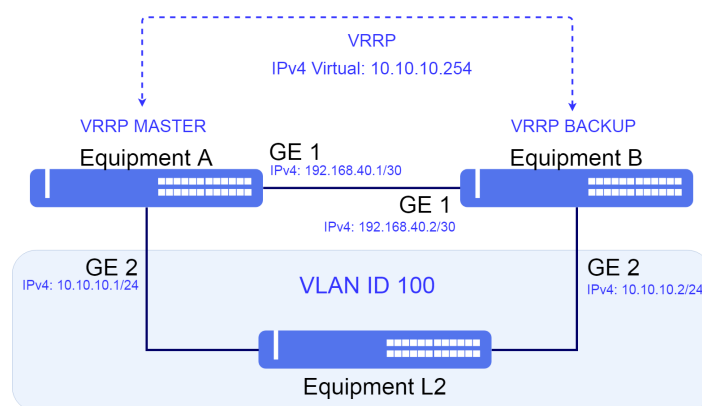 VRRP
IPv4 Virtual: 10.10.10.254
VRRP MASTER
VRRP BACKUP
Equipment A
Equipment B
GE 1
IPv4: 192.168.40.1/30
GE 1
IPv4: 192.168.40.2/30
GE 2
IPv4: 10.10.10.1/24
VLAN ID 100
GE 2
IPv4: 10.10.10.2/24
Equipment L2